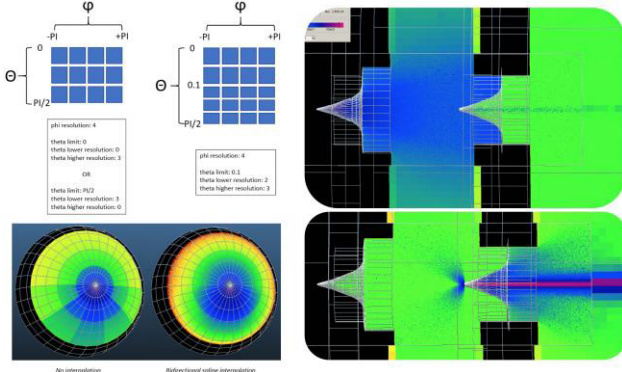 φ
-PI +PI
0
Θ
PI/2
phi resolution: 4
theta limit: 0
theta lower resolution: 0
theta higher resolution: 3
OR
theta limit: PI/2
theta lower resolution: 3
theta higher resolution: 0
φ
-PI +PI
0
Θ 0.1
PI/2
phi resolution: 4
theta limit: 0.1
theta lower resolution: 2
theta higher resolution: 3
No interpolation
Bidirectional spline interpolation